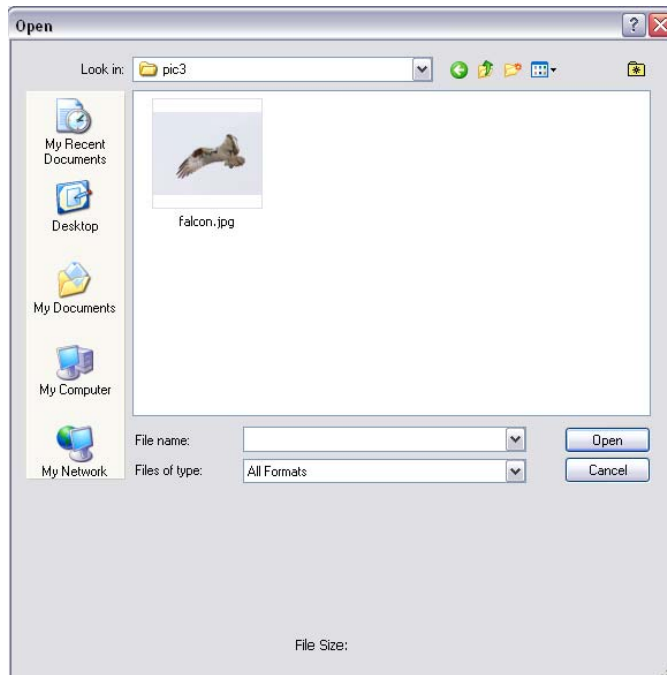 Open
Look in: pic3
My Recent
Documents
Desktop
My Documents
My Computer
My Network
falcon.jpg
File name:
Open
Files of type: All Formats
Cancel
File Size: